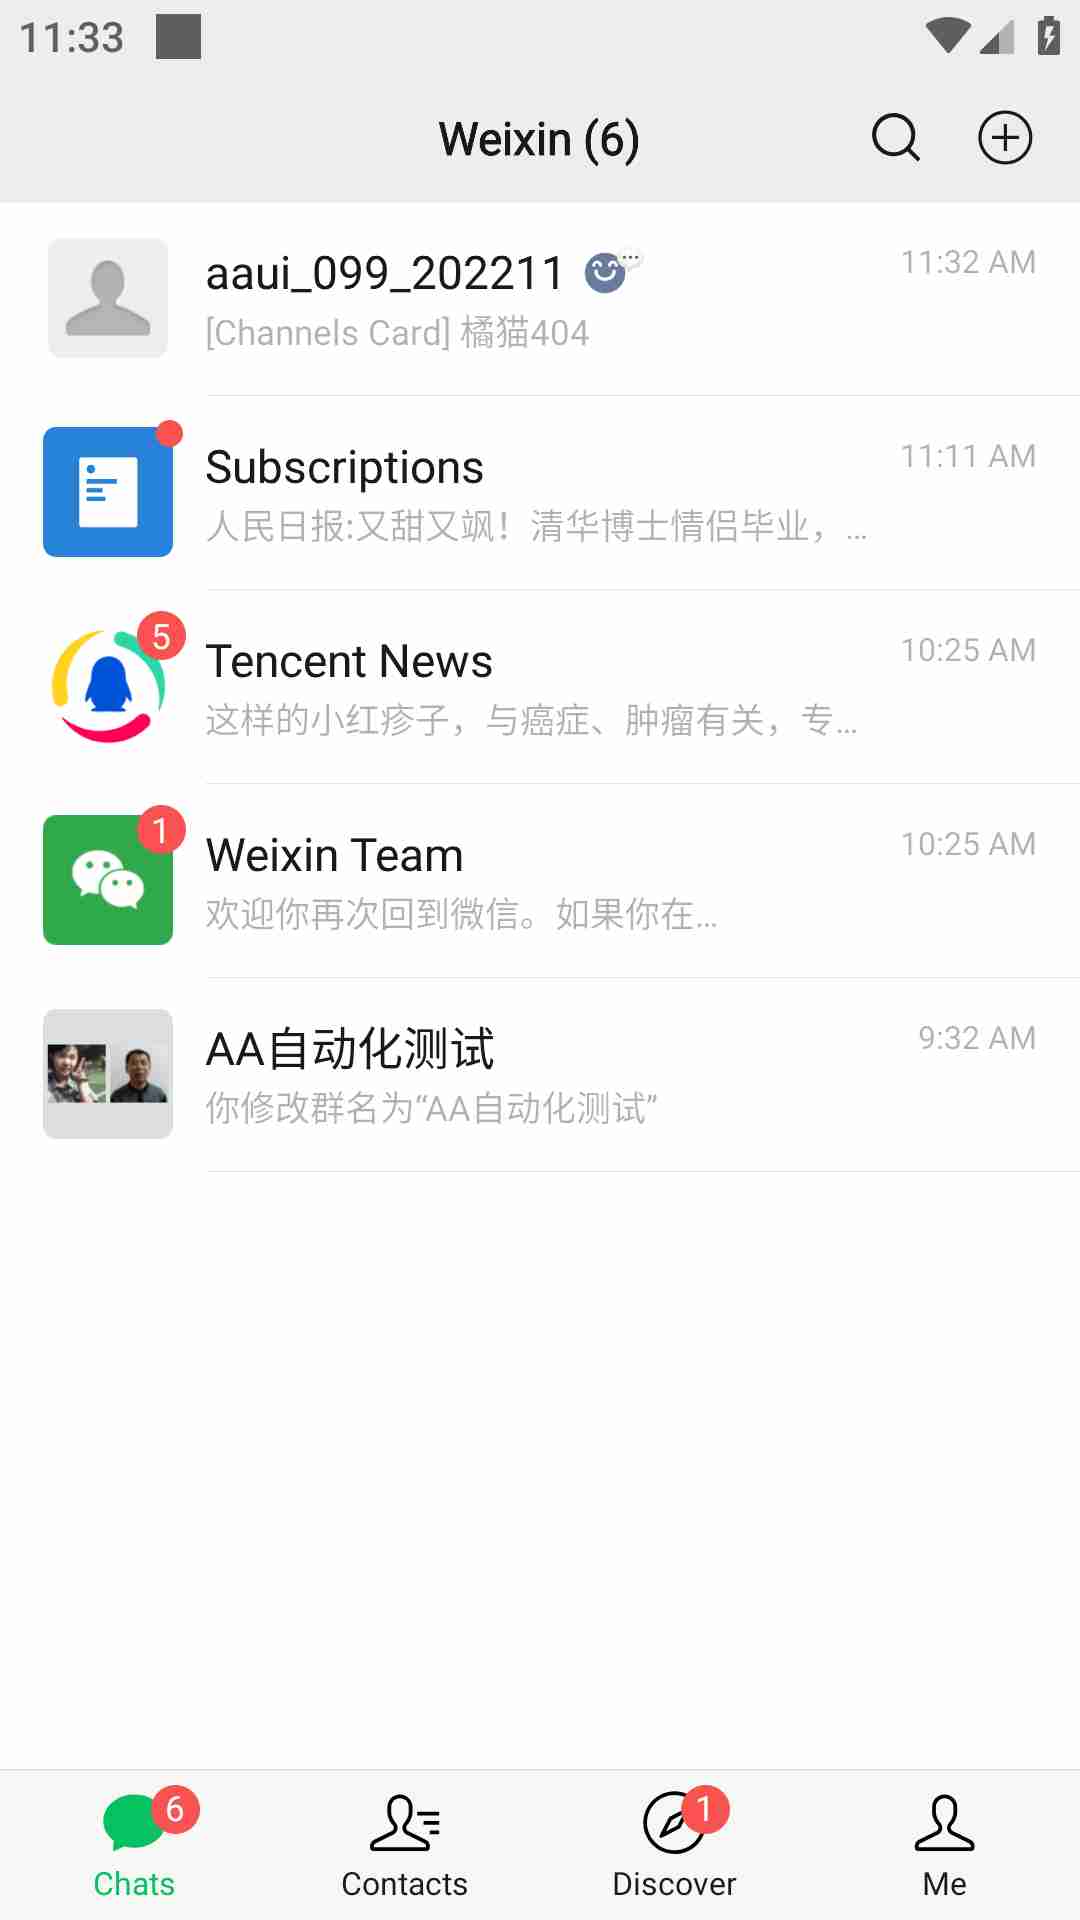 11:33
Weixin (6)
aaui_099_202211
11:32 AM
[Channels Card] 橘猫404
Subscriptions
11:11 AM
人民日报:又甜又飒！清华博士情侣毕业，...
5
Tencent News
10:25 AM
这样的小红疹子，与癌症、肿瘤有关，专...
1
Weixin Team
10:25 AM
欢迎你再次回到微信。如果你在...
AA自动化测试
9:32 AM
你修改群名为“AA自动化测试”
6
1
Chats
Contacts
Discover
Me